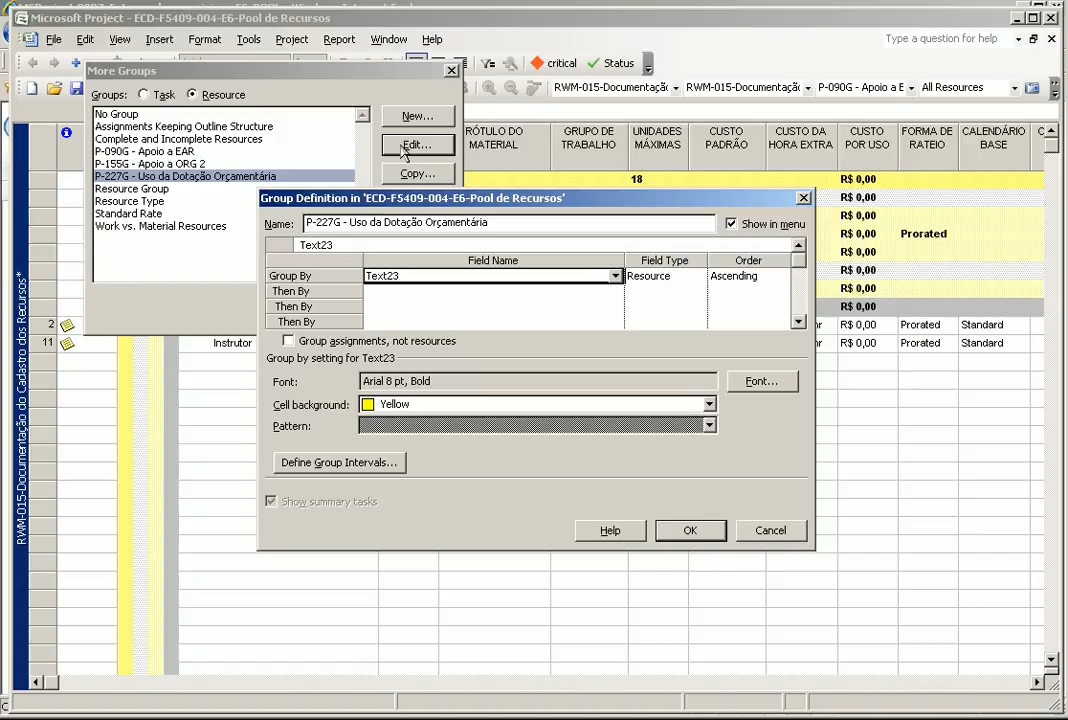 Microsoft Project - ECD-F5409-004-E6-Pool de Recursos
File Edit View Insert Format Tools Project Report Window Help
Type a question for help
critical Status
RWM-015-Documentação RWM-015-Documentação P-090G - Apoio a E All Resources
More Groups
Groups: Task Resource
No Group
Assignments Keeping Outline Structure
Complete and Incomplete Resources
P-090G - Apoio a EAR
P-155G - Apoio a ORG 2
P-227G - Uso da Dotação Orçamentária
Resource Group
Resource Type
Standard Rate
Work vs. Material Resources
New...
Edit...
Copy...
RÓTULO DO MATERIAL
GRUPO DE TRABALHO
UNIDADES MÁXIMAS
CUSTO PADRÃO
CUSTO DA HORA EXTRA
CUSTO POR USO
FORMA DE RATEIO
CALENDÁRIO BASE
18 R$ 0,00
R$ 0,00
R$ 0,00
R$ 0,00 Prorated
R$ 0,00
R$ 0,00
R$ 0,00
2 R$ 0,00 Prorated Standard
11 Instrutor R$ 0,00 Prorated Standard
RWM-015-Documentação do Cadastro dos Recursos*
Group Definition in 'ECD-F5409-004-E6-Pool de Recursos'
Name: P-227G - Uso da Dotação Orçamentária Show in menu
Text23
Field Name Field Type Order
Group By Text23 Resource Ascending
Then By
Then By
Then By
Group assignments, not resources
Group by setting for Text23
Font: Arial 8 pt, Bold Font...
Cell background: Yellow
Pattern:
Define Group Intervals...
Show summary tasks
Help OK Cancel